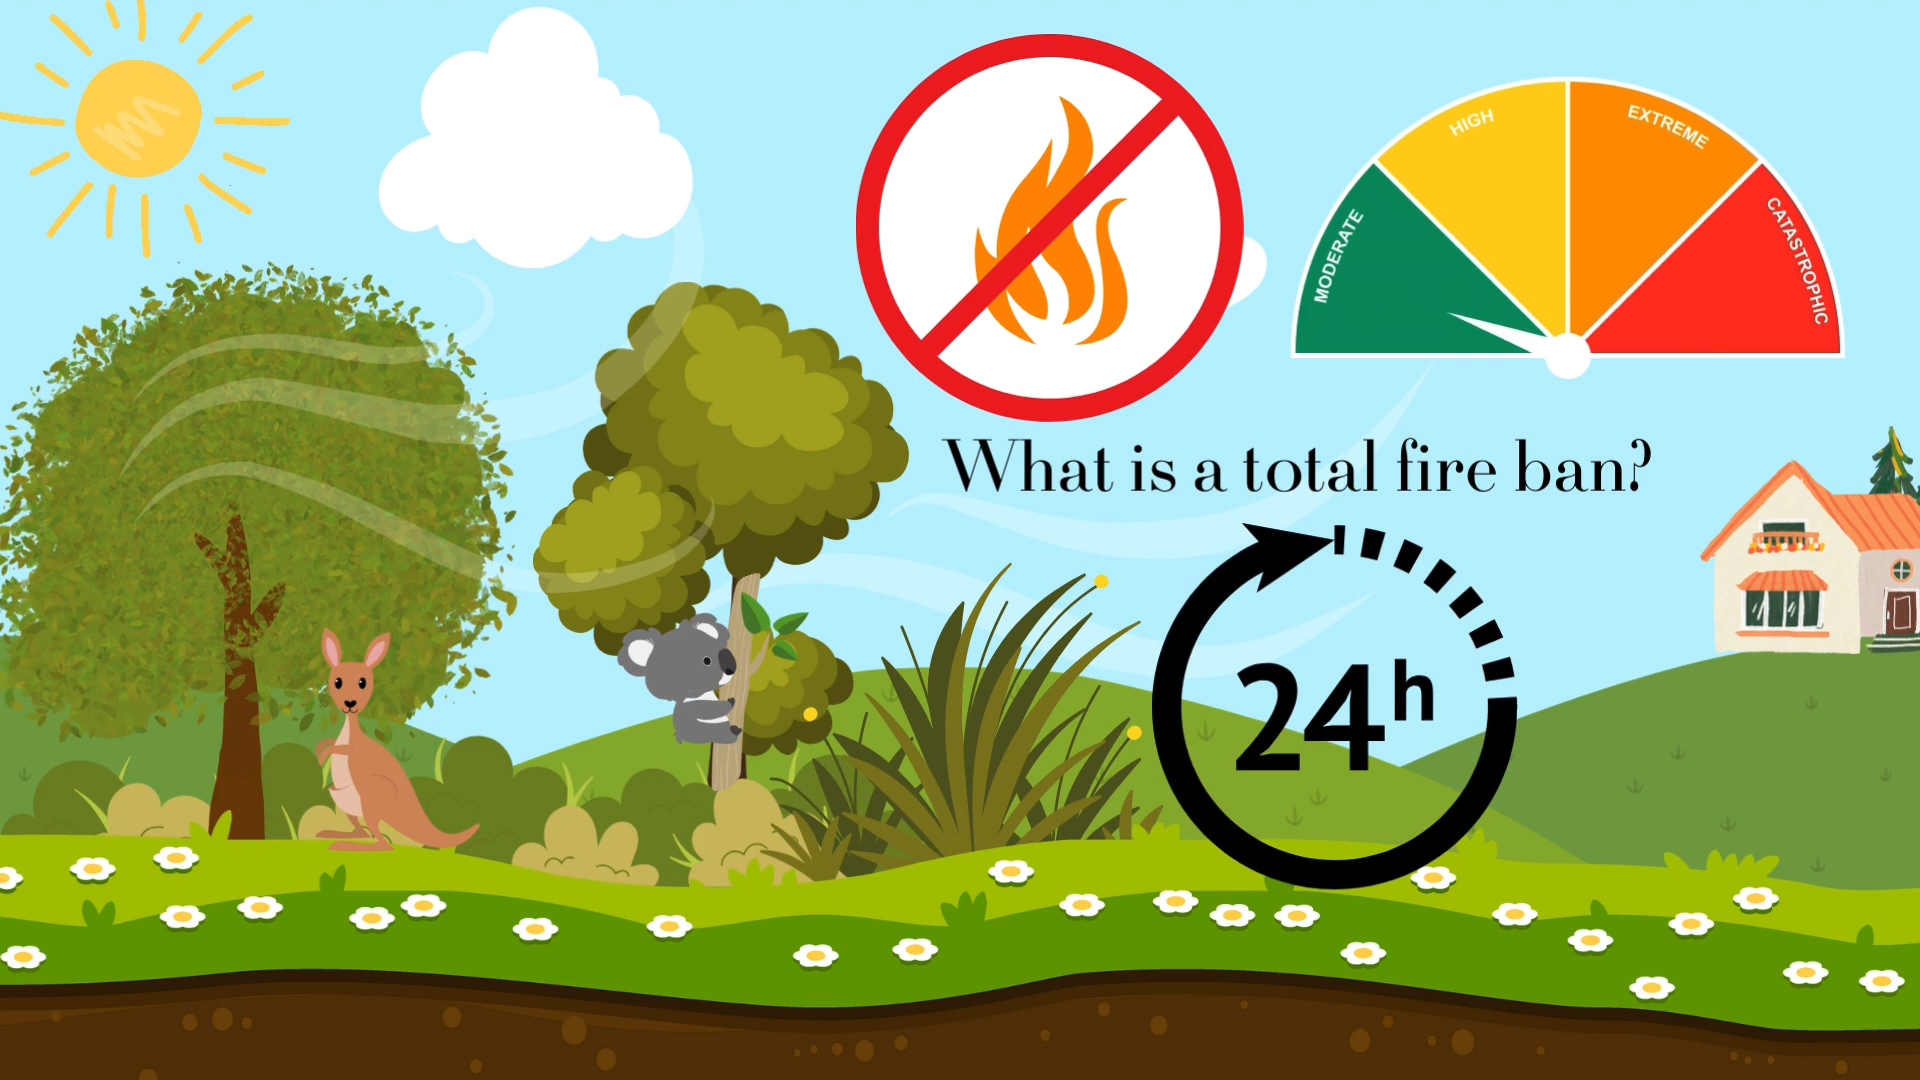 MODERATE
HIGH
EXTREME
CATASTROPHIC
What is a total fire ban?
24h